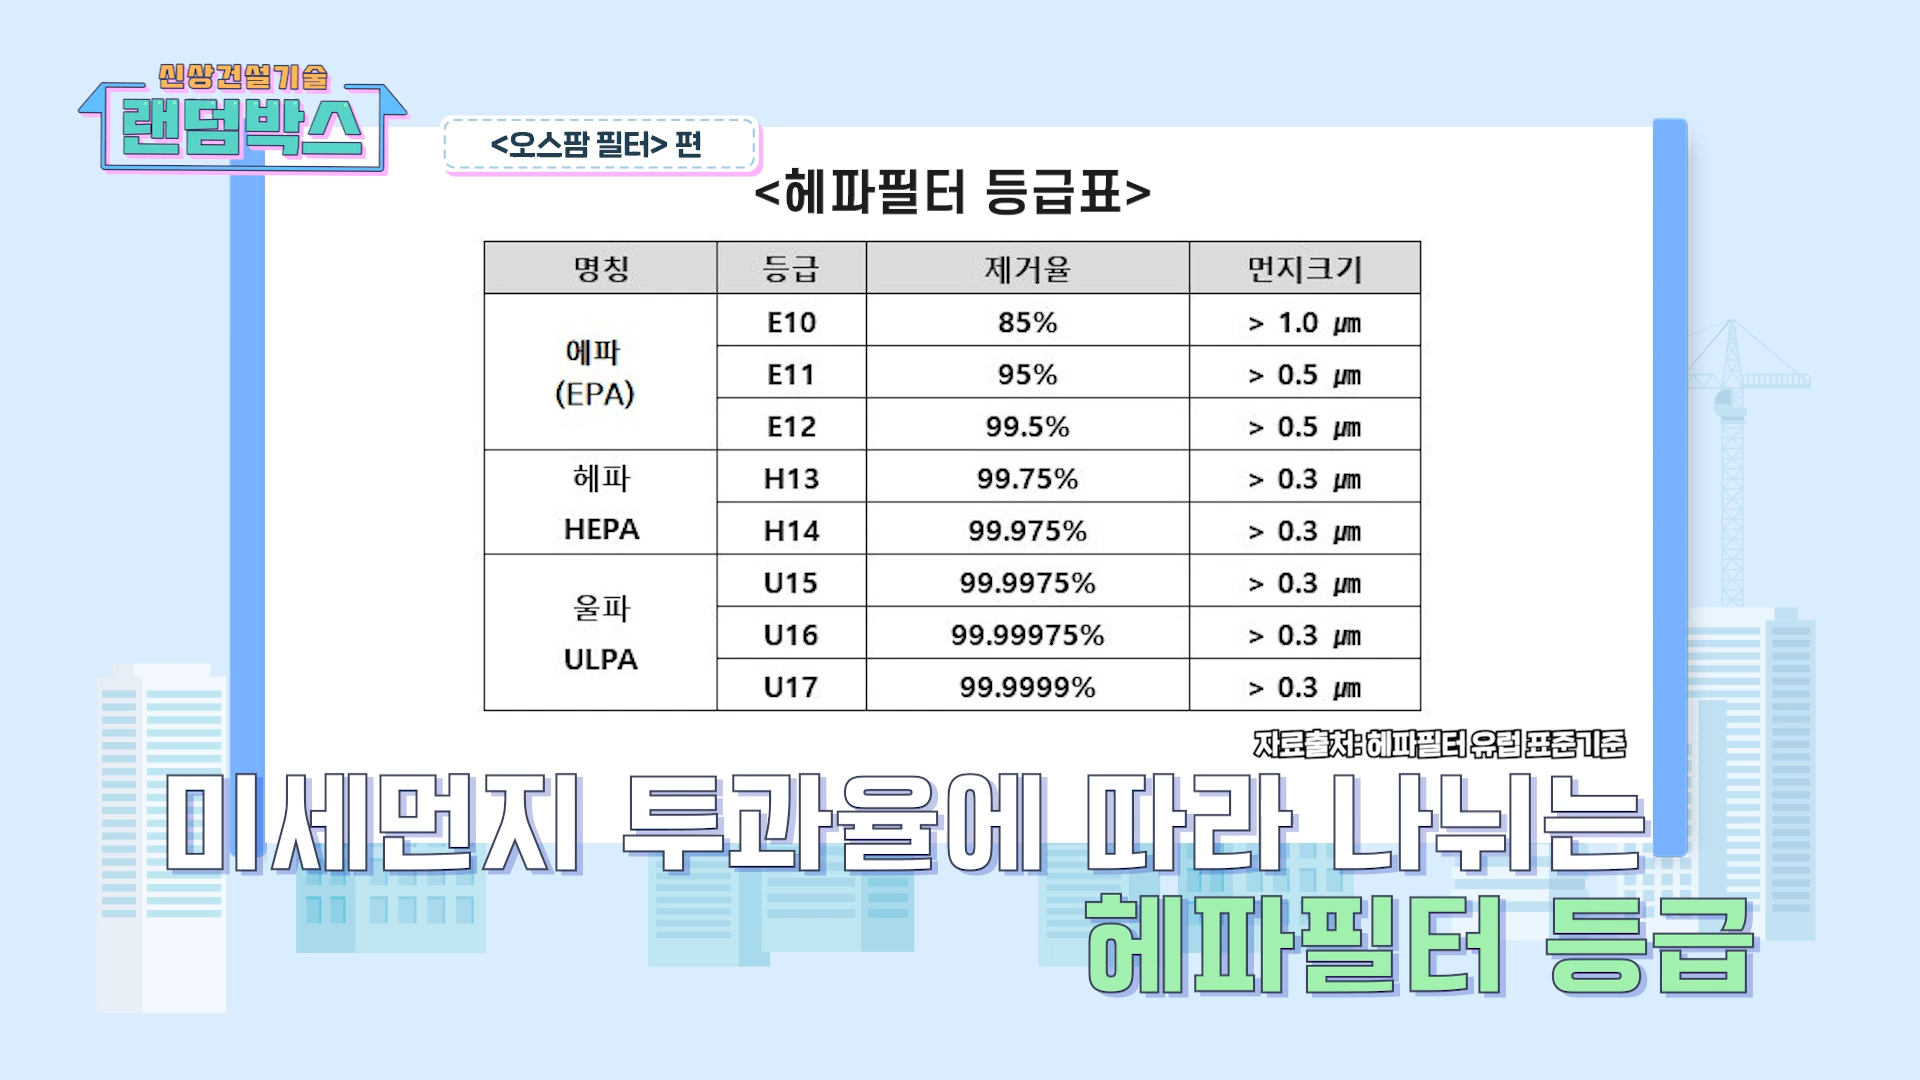 신상건설기술
랜덤박스
<오스팜 필터> 편
<헤파필터 등급표>
명칭 등급 제거율 먼지크기
에파
(EPA)
E10 85% > 1.0 ㎛
E11 95% > 0.5 ㎛
E12 99.5% > 0.5 ㎛
헤파
HEPA
H13 99.75% > 0.3 ㎛
H14 99.975% > 0.3 ㎛
울파
ULPA
U15 99.9975% > 0.3 ㎛
U16 99.99975% > 0.3 ㎛
U17 99.9999% > 0.3 ㎛
자료출처: 헤파필터 유럽 표준기준
미세먼지 투과율에 따라 나뉘는
헤파필터 등급